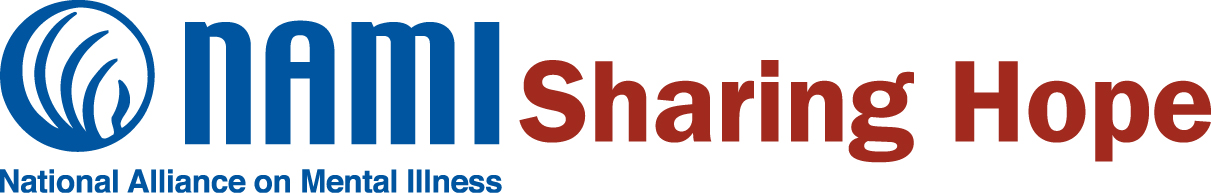 NAMI Sharing Hope
National Alliance on Mental Illness